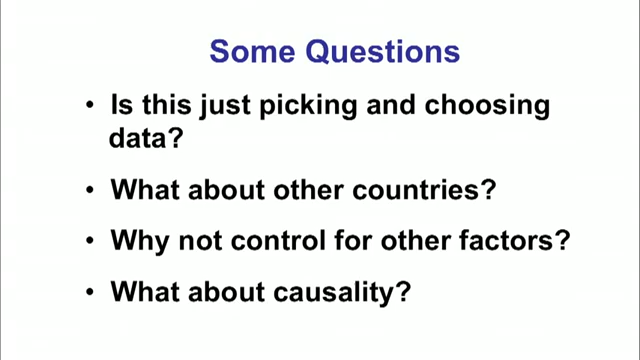 Some Questions
• Is this just picking and choosing
data?
• What about other countries?
• Why not control for other factors?
• What about causality?